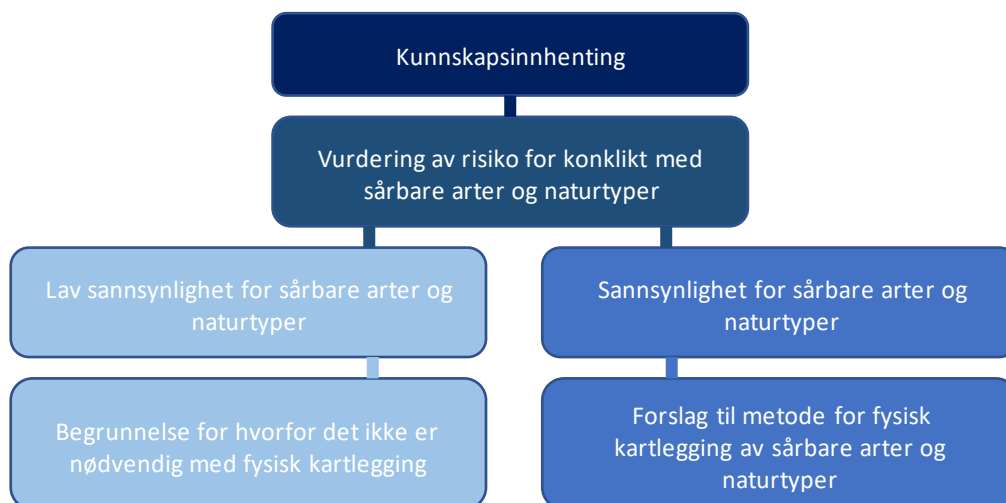 Kunnskapsinnhenting
Vurdering av risiko for konklikt med
sårbare arter og naturtyper
Lav sannsynlighet for sårbare arter og
naturtyper
Sannsynlighet for sårbare arter og
naturtyper
Begrunnelse for hvorfor det ikke er
nødvendig med fysisk kartlegging
Forslag til metode for fysisk
kartlegging av sårbare arter og
naturtyper